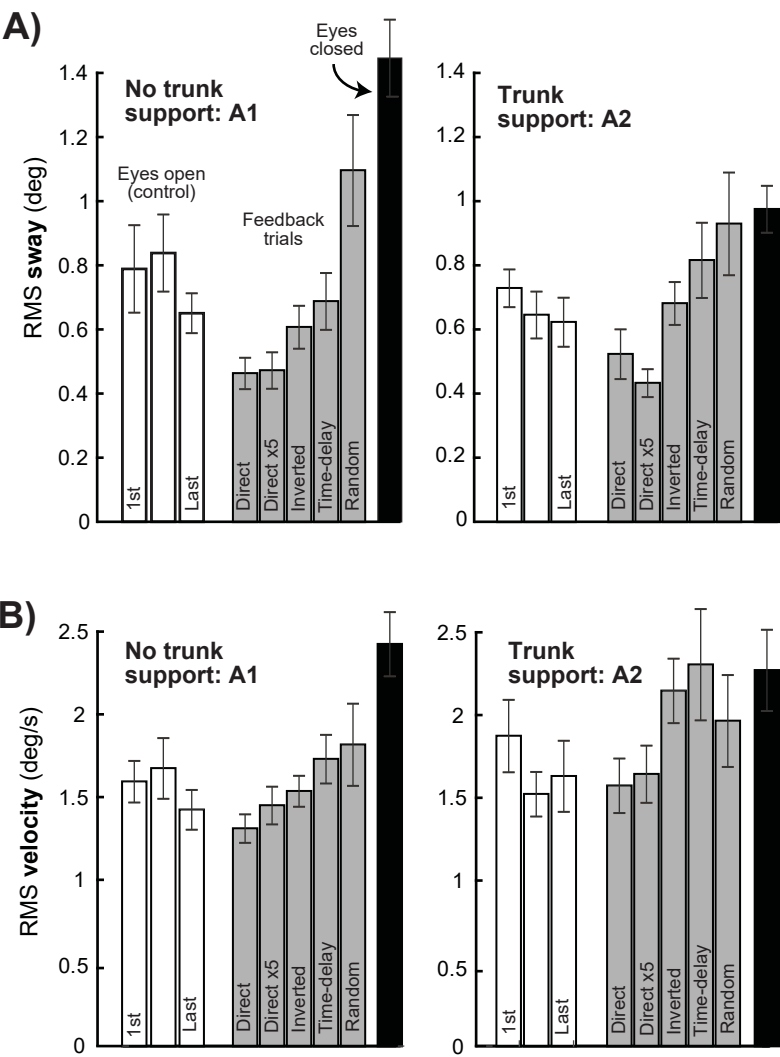 A)
Eyes
closed
1.4
1.2
1
0.8
0.6
0.4
0.2
0
RMS sway (deg)
No trunk
support: A1
Eyes open
(control)
Feedback
trials
1st
Last
Direct
Direct x5
Inverted
Time-delay
Random
1.4
1.2
1
0.8
0.6
0.4
0.2
0
Trunk
support: A2
1st
Last
Direct
Direct x5
Inverted
Time-delay
Random
B)
2.5
2
1.5
1
0.5
0
RMS velocity (deg/s)
No trunk
support: A1
1st
Last
Direct
Direct x5
Inverted
Time-delay
Random
2.5
2
1.5
1
0.5
0
Trunk
support: A2
1st
Last
Direct
Direct x5
Inverted
Time-delay
Random